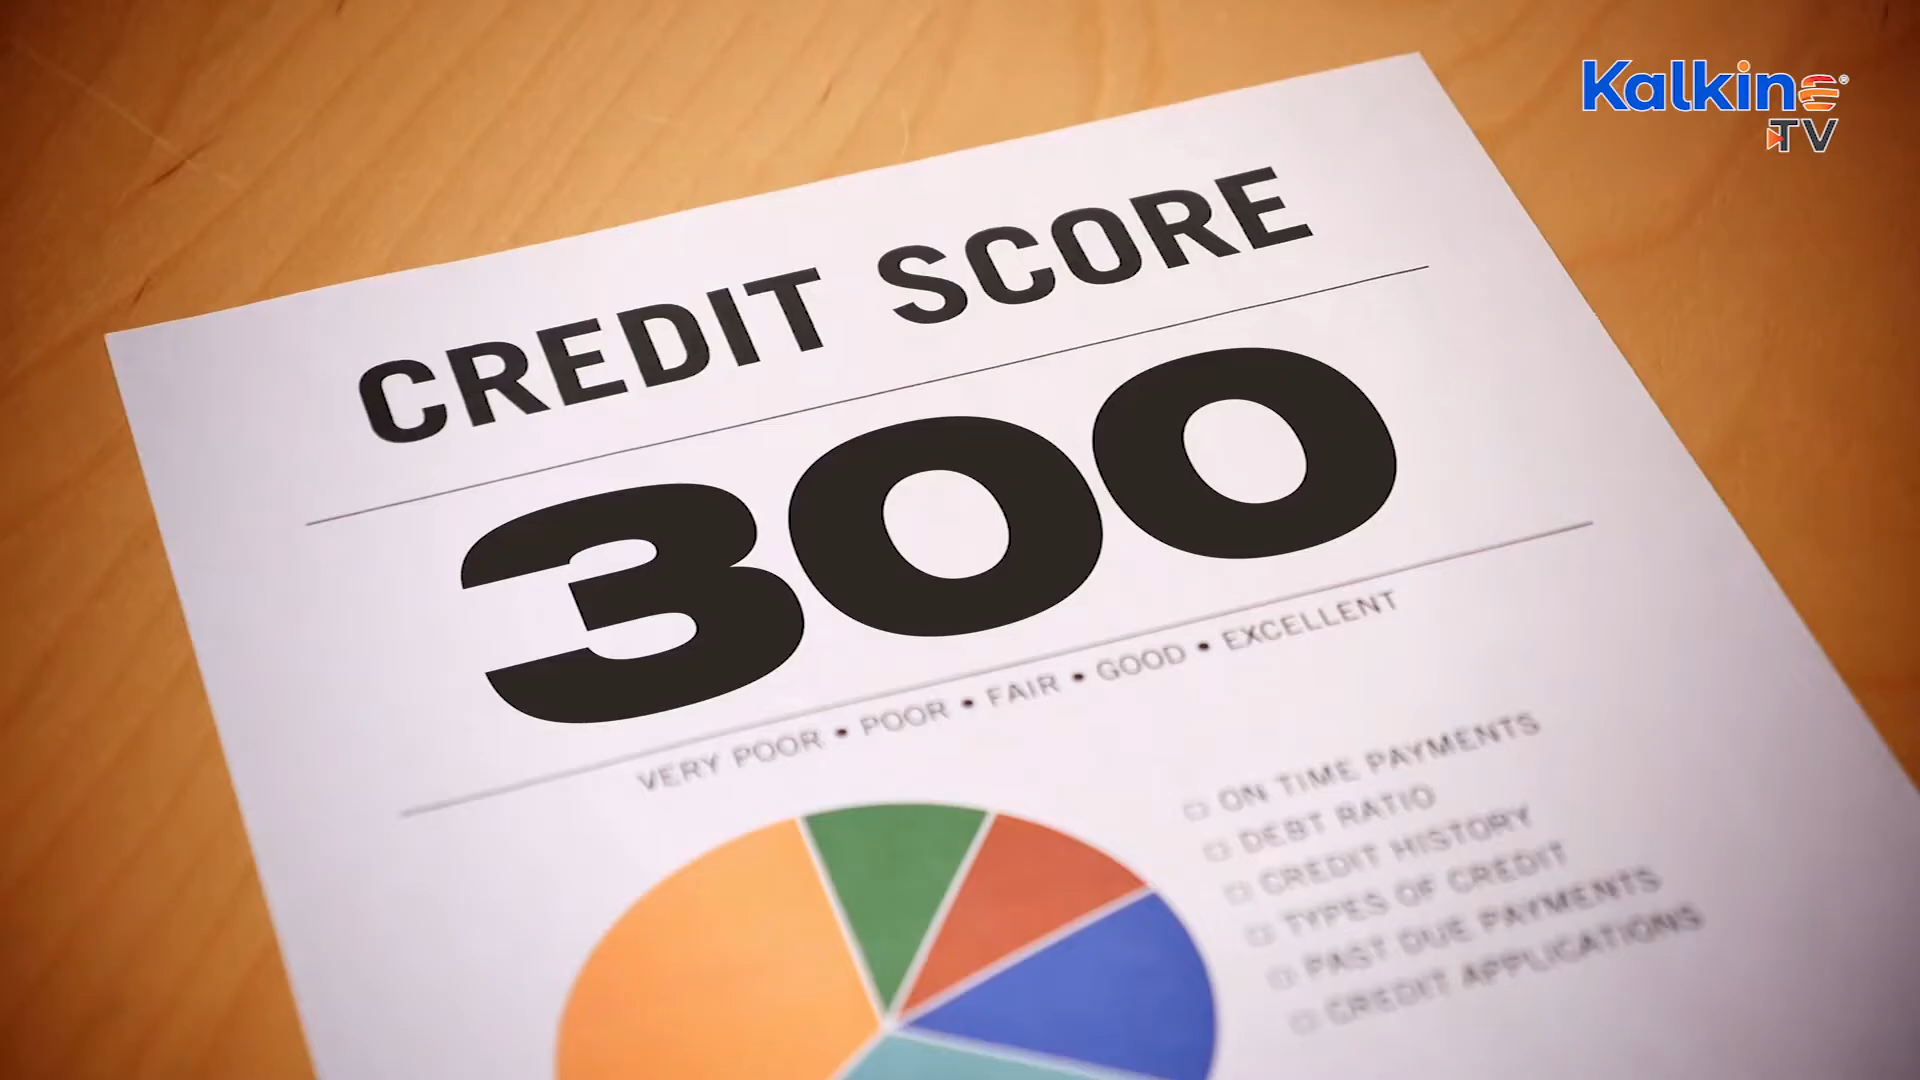 Kalkine®
TV
CREDIT SCORE
300
VERY POOR • POOR • FAIR • GOOD • EXCELLENT
ON TIME PAYMENTS
DEBT RATIO
CREDIT HISTORY
TYPES OF CREDIT
PAST DUE PAYMENTS
CREDIT APPLICATIONS